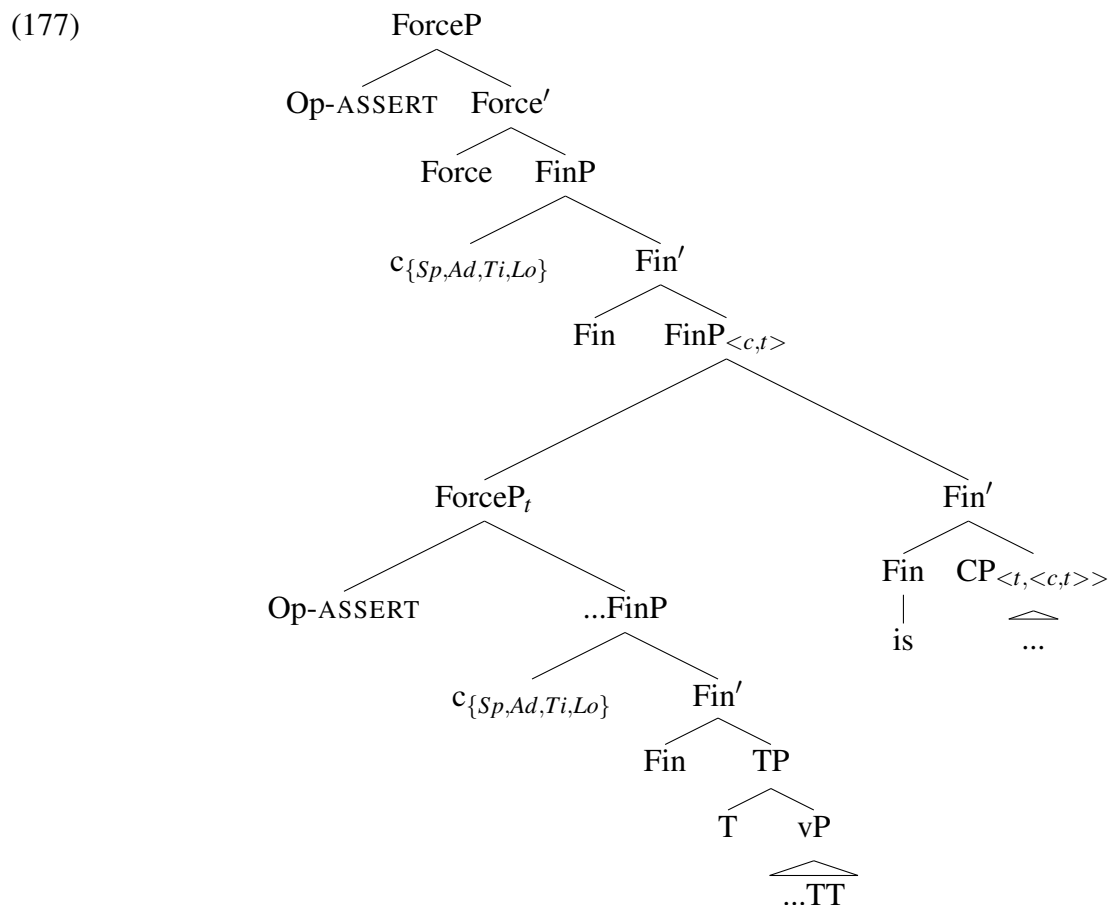 (177) ForceP
Op-ASSERT Force′
Force FinP
c{Sp,Ad,Ti,Lo} Fin′
Fin FinP<c,t>
ForcePt Fin′
Op-ASSERT ...FinP Fin CP<t,<c,t>>
is ...
c{Sp,Ad,Ti,Lo} Fin′
Fin TP
T vP
...TT